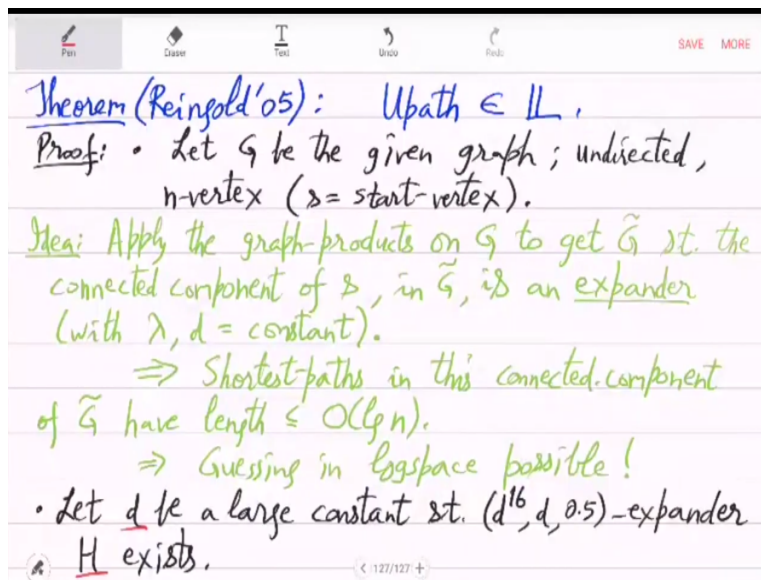 Pen Eraser Text Undo Redo SAVE MORE
Theorem (Reingold'05): Upath ∈ 𝕃.
Proof: • Let G be the given graph; undirected,
n-vertex (s = start-vertex).
Idea: Apply the graph-products on G to get G̃ st. the
connected component of s, in G̃, is an expander
(with λ, d = constant).
⇒ Shortest-paths in this connected-component
of G̃ have length ≤ O(lg n).
⇒ Guessing in logspace possible!
• Let d be a large constant st. (d¹⁶, d, 0.5)-expander
H exists.
< 127/127 +